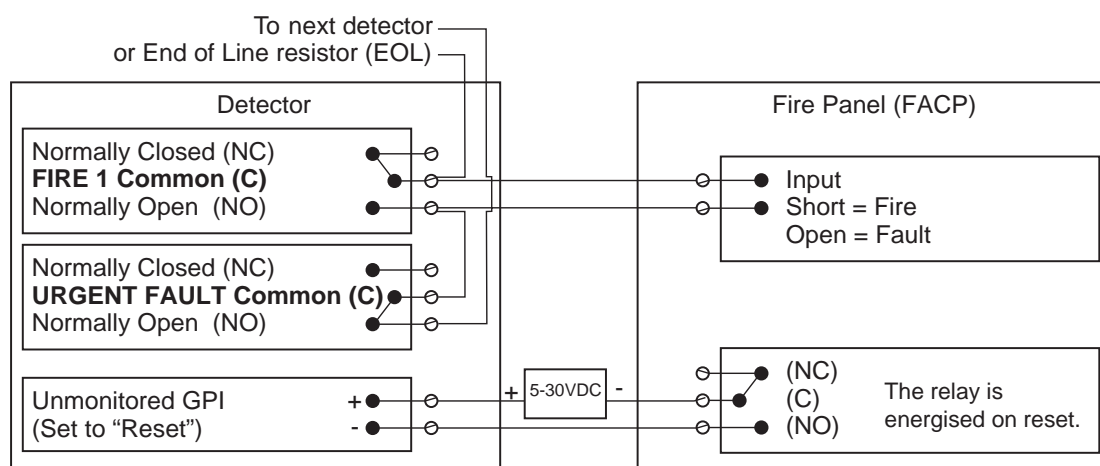 To next detector
or End of Line resistor (EOL)
Detector
Normally Closed (NC)
FIRE 1 Common (C)
Normally Open (NO)
Normally Closed (NC)
URGENT FAULT Common (C)
Normally Open (NO)
Unmonitored GPI +
(Set to “Reset”) -
+ 5-30VDC -
Fire Panel (FACP)
Input
Short = Fire
Open = Fault
(NC)
(C)
(NO)
The relay is
energised on reset.